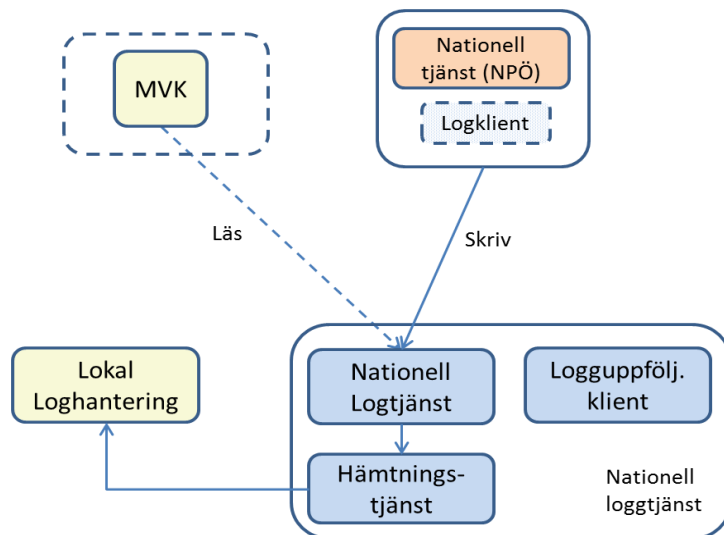 MVK
Nationell
tjänst (NPÖ)
Logklient
Läs
Skriv
Lokal
Loghantering
Nationell
Logtjänst
Logguppfölj.
klient
Hämtnings-
tjänst
Nationell
loggtjänst